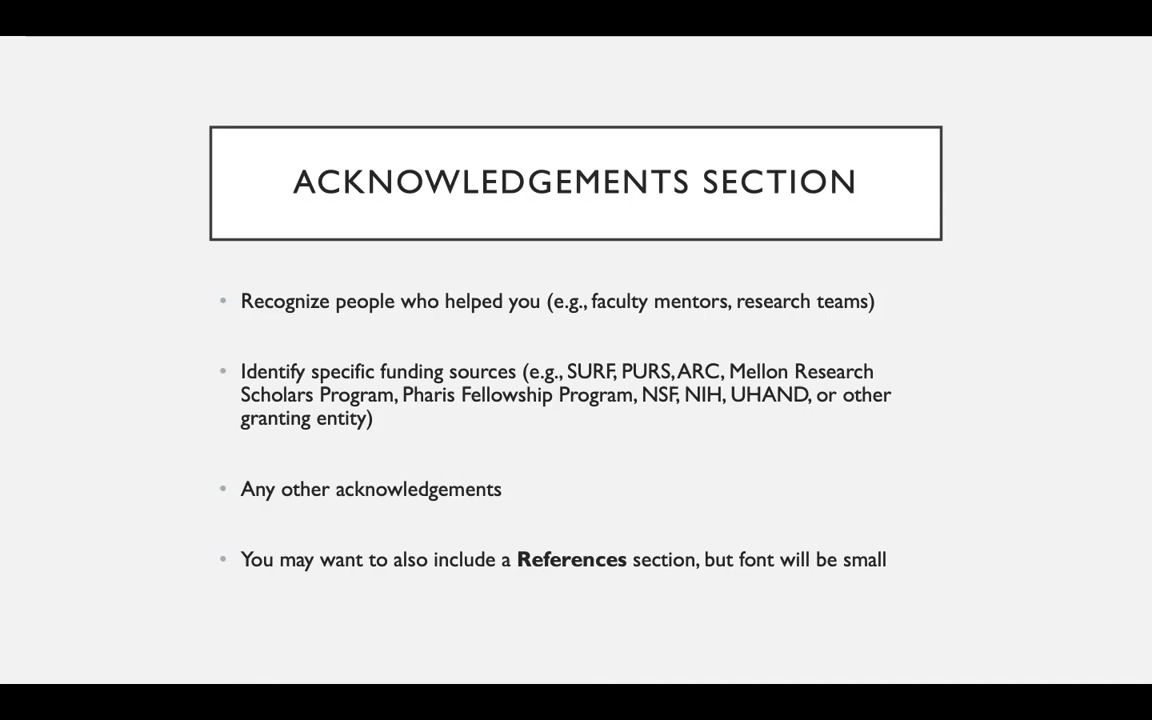 ACKNOWLEDGEMENTS SECTION
• Recognize people who helped you (e.g., faculty mentors, research teams)
• Identify specific funding sources (e.g., SURF, PURS, ARC, Mellon Research
Scholars Program, Pharis Fellowship Program, NSF, NIH, UHAND, or other
granting entity)
• Any other acknowledgements
• You may want to also include a References section, but font will be small